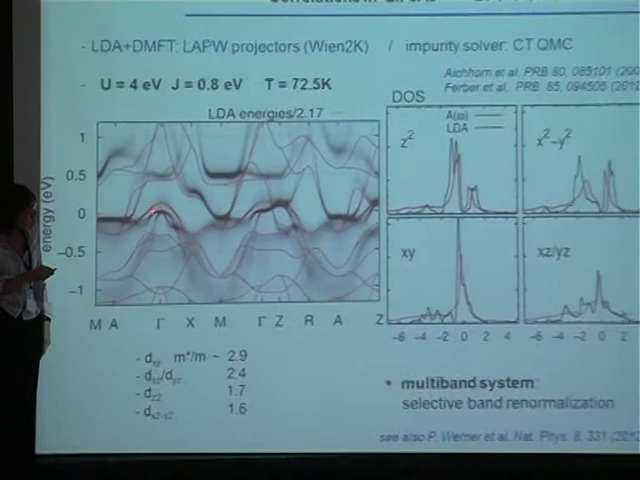 - LDA+DMFT: LAPW projectors (Wien2K) / impurity solver: CT QMC
- U = 4 eV J = 0.8 eV T = 72.5K
Aichhorn et al. PRB 80, 085101 (200
Ferber et al. PRB 85, 094505 (2012
LDA energies/2.17
DOS
energy (eV)
1
0.5
0
-0.5
-1
M A Γ X M Γ Z R A Z
z²
A(ω)
LDA
x²-y²
xy
xz/yz
-6 -4 -2 0 2 4
-6 -4 -2 0 2
- dxy m*/m ~ 2.9
- dxz/dyz 2.4
- dz2 1.7
- dx2-y2 1.6
• multiband system
selective band renormalization
see also P. Werner et al. Nat. Phys. 8, 331 (2012